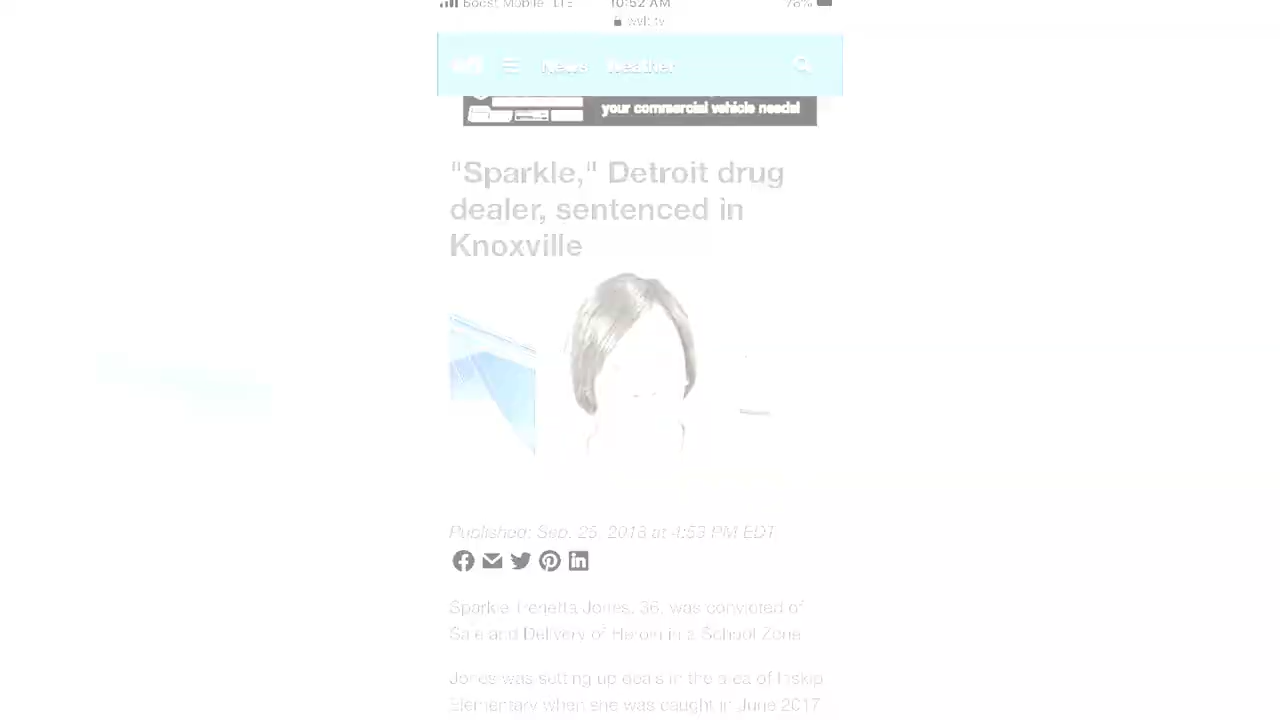 Boost Mobile LTE 10:52 AM 78%
wvlt.tv
News Weather
your commercial vehicle needs!
"Sparkle," Detroit drug
dealer, sentenced in
Knoxville
Published: Sep. 25, 2018 at 4:53 PM EDT
Sparkle Jones, 36, was convicted of
Sale and Delivery of Heroin in a School Zone
Jones was setting up deals in the area of Inskip
Elementary when she was caught in June 2017